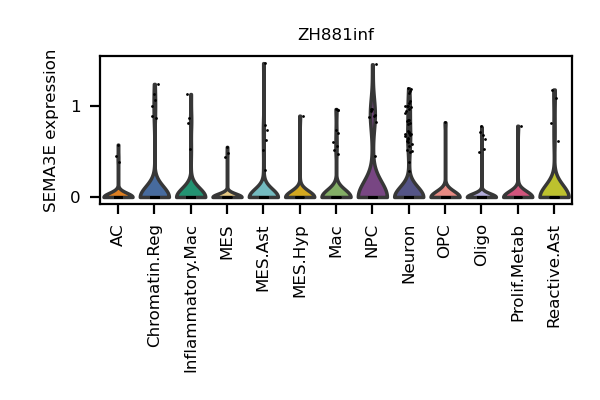 ZH881inf
SEMA3E expression
1
0
AC
Chromatin.Reg
Inflammatory.Mac
MES
MES.Ast
MES.Hyp
Mac
NPC
Neuron
OPC
Oligo
Prolif.Metab
Reactive.Ast